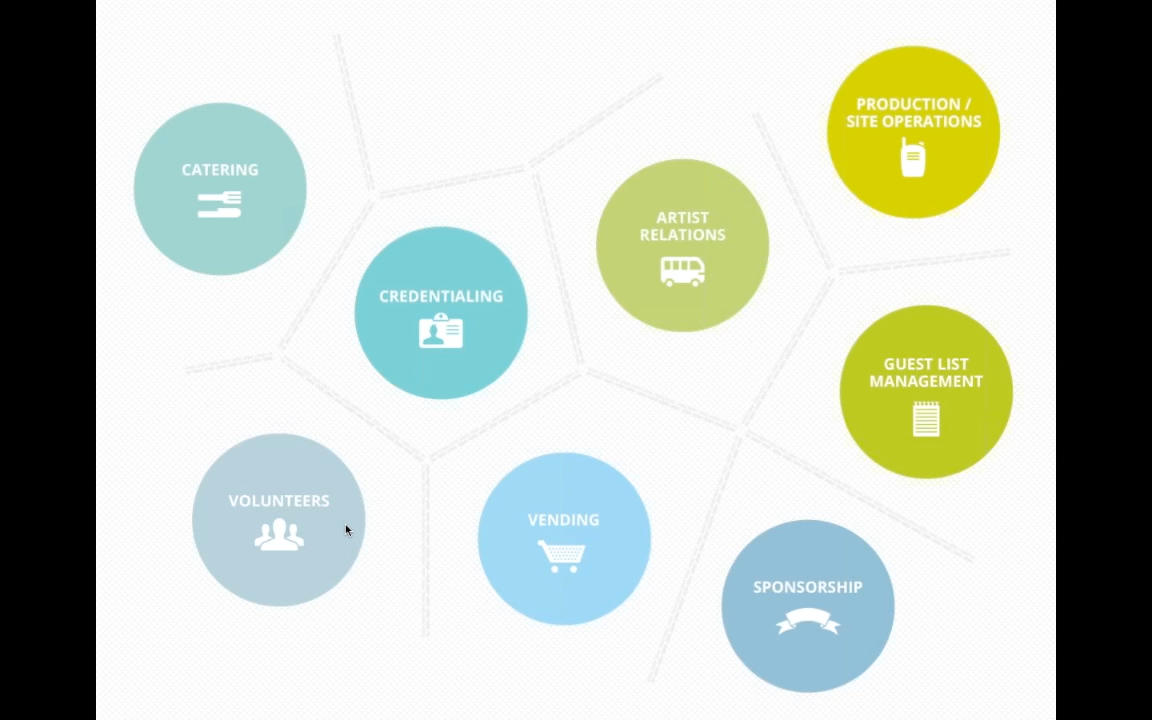 PRODUCTION /
SITE OPERATIONS
CATERING
ARTIST
RELATIONS
CREDENTIALING
GUEST LIST
MANAGEMENT
VOLUNTEERS
VENDING
SPONSORSHIP